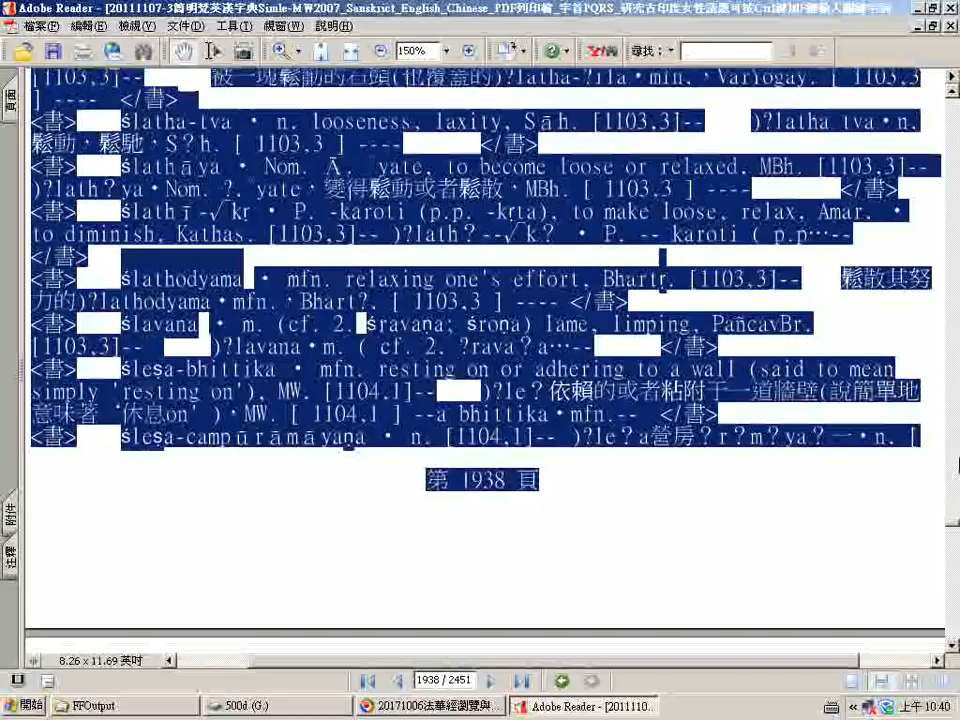 Adobe Reader - [20111107-3簡明梵英漢字典Simle-MW2007_Sanskrit_English_Chinese_PDF列印檔_字首PQRS_研究古印度女性議題可按Ctrl
檔案(F) 編輯(E) 檢視(V) 文件(D) 工具(T) 視窗(W) 說明(H)
150% 尋找：
頁面
[1103,3]-- 被一塊鬆動的石頭(批覆蓋的)?latha-?ila‧mfn.，Variogay. [ 1103.3
] ---- </書>
<書> ślatha-tva ‧ n. looseness, laxity, Sāh. [1103,3]-- )?latha tva‧n.
鬆動，鬆馳，S?h. [ 1103.3 ] ---- </書>
<書> ślathāya ‧ Nom. Ā. yate, to become loose or relaxed, MBh. [1103,3]--
)?lath?ya‧Nom. ?. yate，變得鬆動或者鬆散，MBh. [ 1103.3 ] ---- </書>
<書> ślathī-√kṛ ‧ P. -karoti (p.p. -kṛta), to make loose, relax, Amar. ‧
to diminish, Kathās. [1103,3]-- )?lath?--√k? ‧ P. -- karoti ( p.p…--
</書>
<書> ślathodyama ‧ mfn. relaxing one's effort, Bhartṛ. [1103,3]-- 鬆散其努
力的)?lathodyama‧mfn.，Bhart?. [ 1103.3 ] ---- </書>
<書> ślavaṇa ‧ m. (cf. 2. śravaṇa; śroṇa) lame, limping, PañcavBr.
[1103,3]-- )?lavana‧m. ( cf. 2. ?rava?a…-- </書>
<書> śleṣa-bhittika ‧ mfn. resting on or adhering to a wall (said to mean
simply 'resting on'), MW. [1104,1]-- )?le?依賴的或者粘附于一道牆壁(說簡單地
意味著‘休息on’)，MW. [ 1104.1 ] --a bhittika‧mfn.-- </書>
<書> śleṣa-campūrāmāyaṇa ‧ n. [1104,1]-- )?le?a營房?r?m?ya?一‧n. [
第 1938 頁
附件
注釋
8.26 x 11.69 英吋
1938 / 2451
開始 FFOutput 500d (G:) 20171006法華經瀏覽與... Adobe Reader - [2011110... 上午 10:40